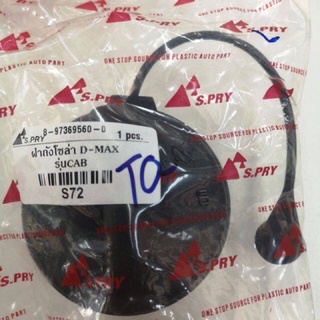 ONE STOP SOURCE FOR PLASTIC AUTO PART
S.PRY
S.PRY
8-97369560-0
1 pcs.
ฝาถังโซล่า D-MAX
รุ่นCAB
S72
TO
S.PRY
S.PRY
ONE STOP SOURCE FOR PLASTIC AUTO PART